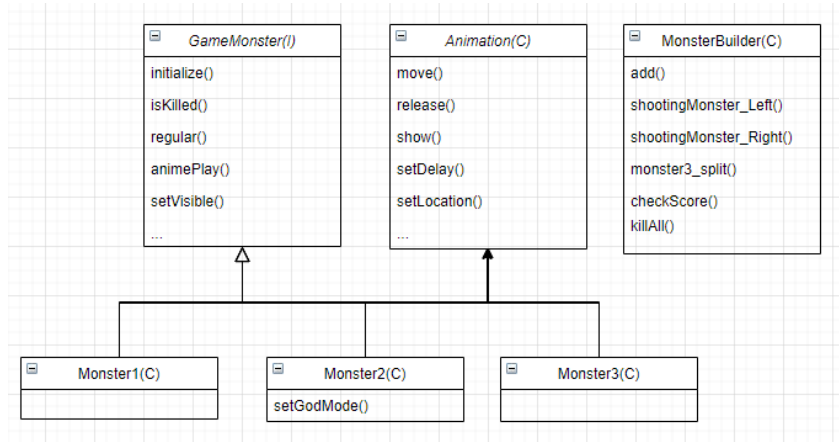 GameMonster(I)
initialize()
isKilled()
regular()
animePlay()
setVisible()
...
Animation(C)
move()
release()
show()
setDelay()
setLocation()
...
MonsterBuilder(C)
add()
shootingMonster_Left()
shootingMonster_Right()
monster3_split()
checkScore()
killAll()
Monster1(C)
Monster2(C)
setGodMode()
Monster3(C)